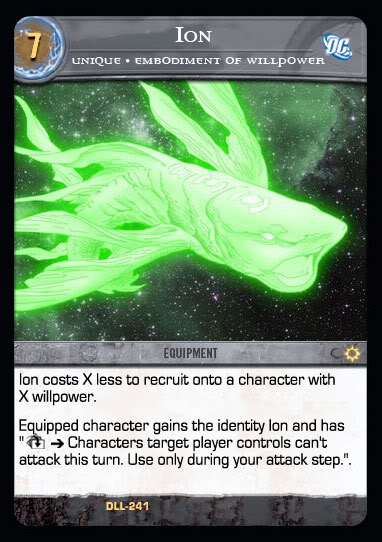 7
Ion
DC
UNIQUE • EMBODIMENT OF WILLPOWER
EQUIPMENT
Ion costs X less to recruit onto a character with
X willpower.
Equipped character gains the identity Ion and has
" ➔ Characters target player controls can't
attack this turn. Use only during your attack step.".
DLL-241